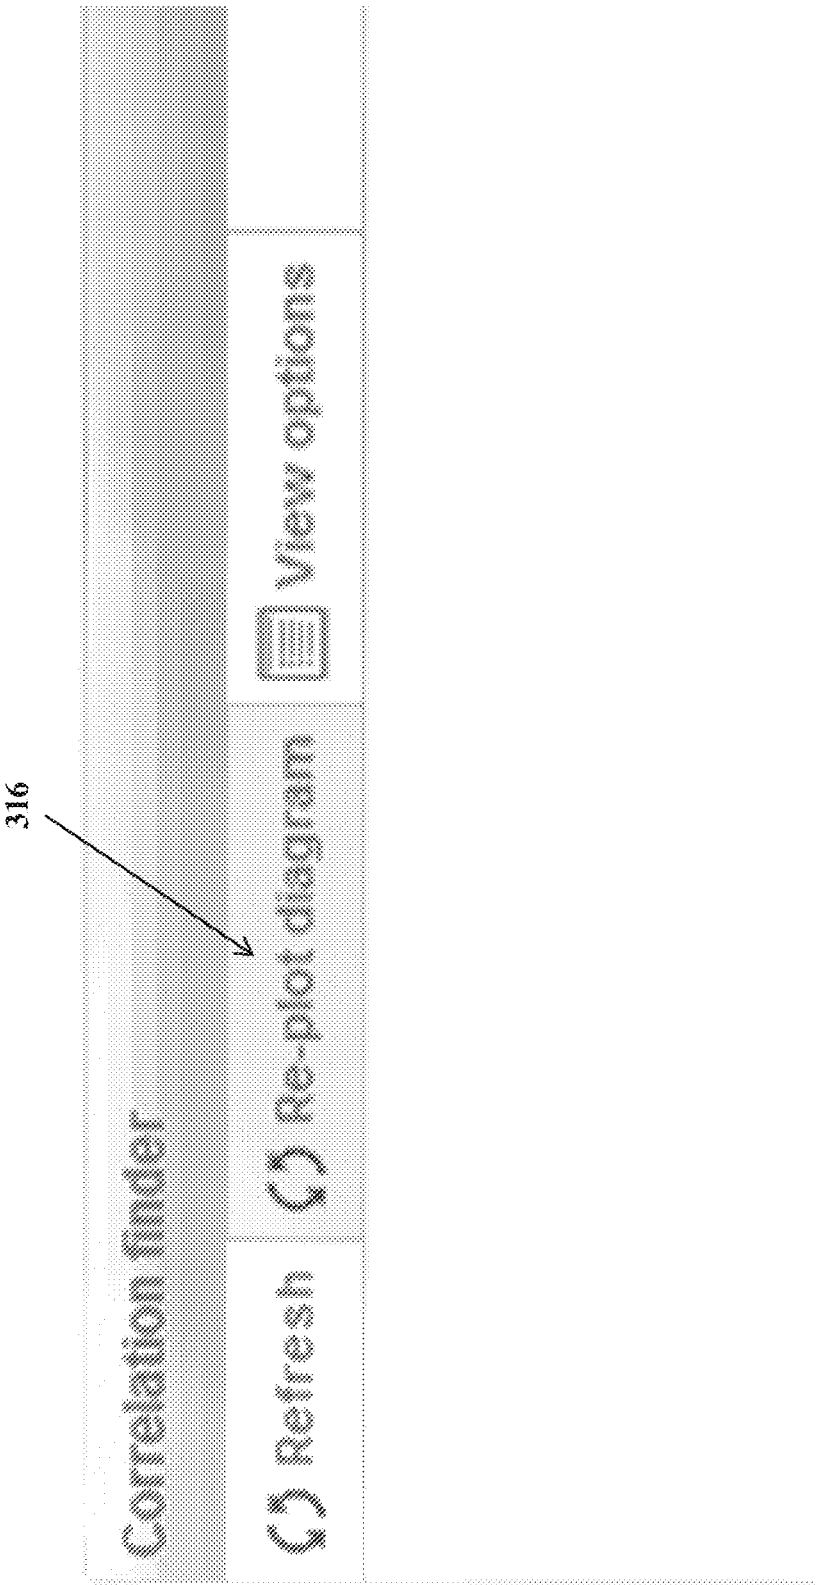 316
Correlation finder
Refresh
Re-plot diagram
View options